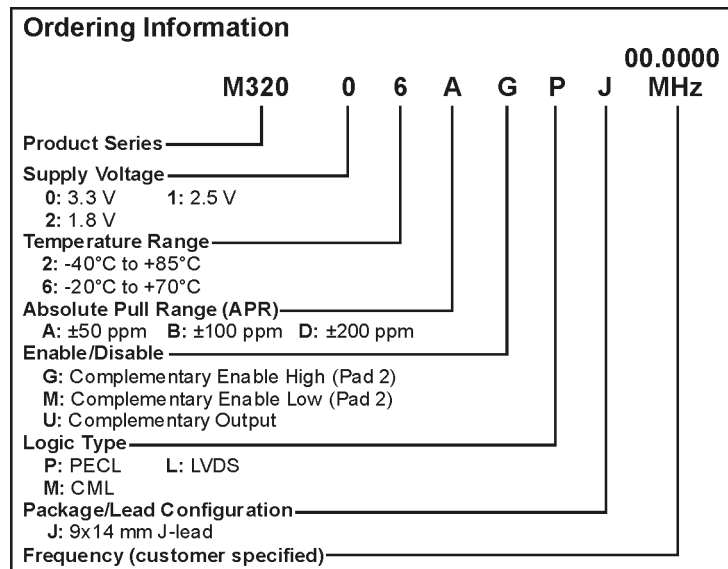 Ordering Information
00.0000
M320 0 6 A G P J MHz
Product Series
Supply Voltage
0: 3.3 V 1: 2.5 V
2: 1.8 V
Temperature Range
2: -40°C to +85°C
6: -20°C to +70°C
Absolute Pull Range (APR)
A: ±50 ppm B: ±100 ppm D: ±200 ppm
Enable/Disable
G: Complementary Enable High (Pad 2)
M: Complementary Enable Low (Pad 2)
U: Complementary Output
Logic Type
P: PECL L: LVDS
M: CML
Package/Lead Configuration
J: 9x14 mm J-lead
Frequency (customer specified)